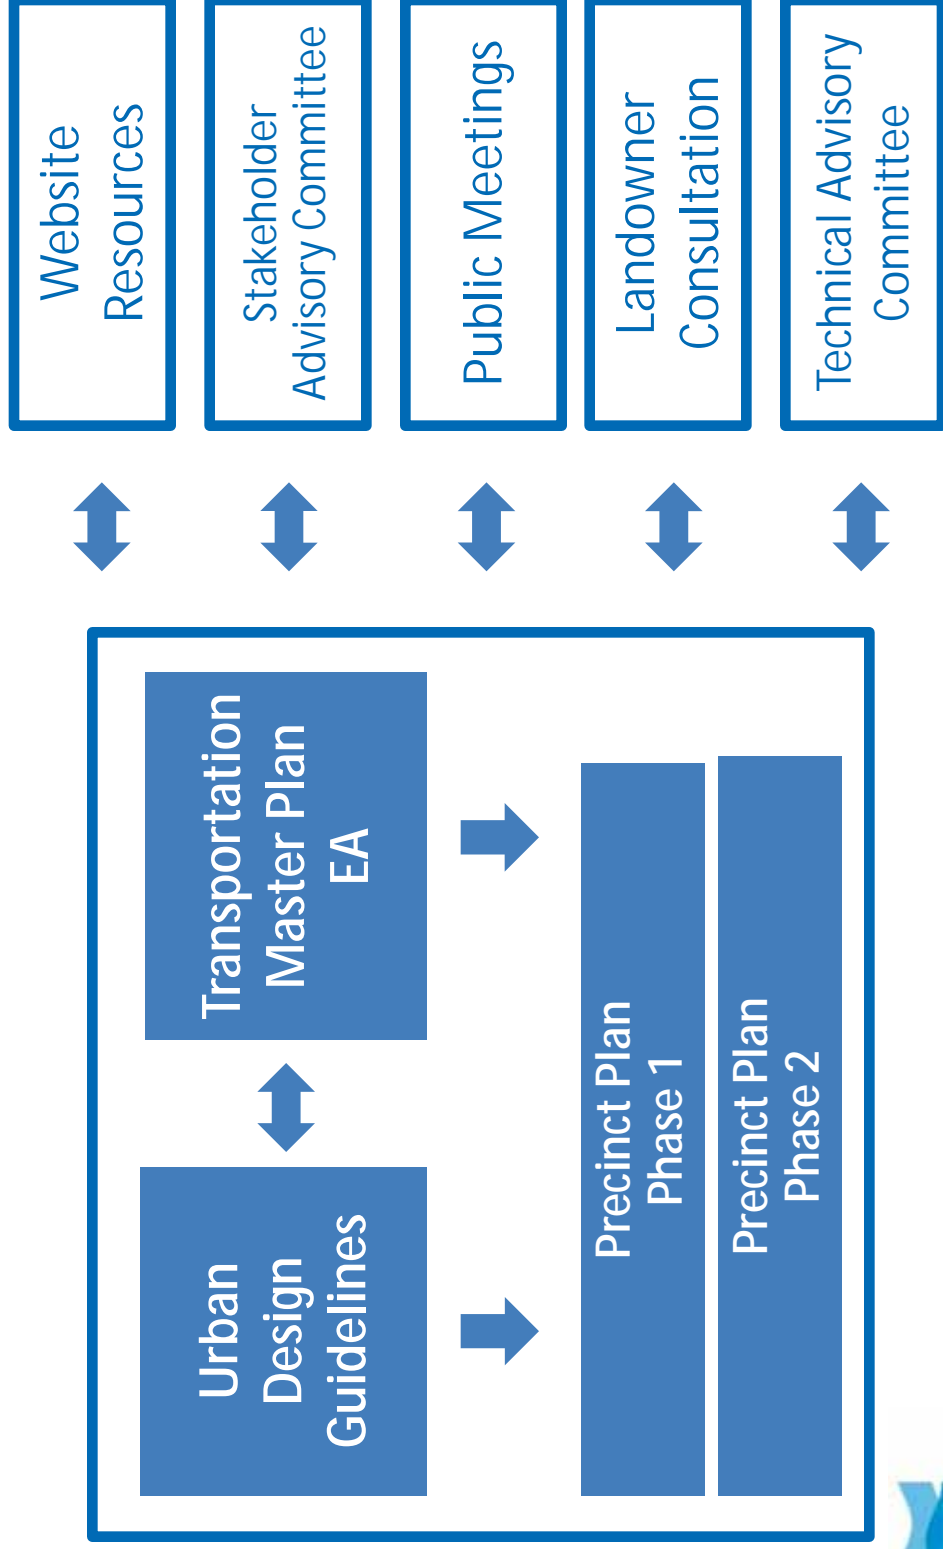 Urban
Design
Guidelines
Transportation
Master Plan
EA
Precinct Plan
Phase 1
Precinct Plan
Phase 2
Website
Resources
Stakeholder
Advisory Committee
Public Meetings
Landowner
Consultation
Technical Advisory
Committee